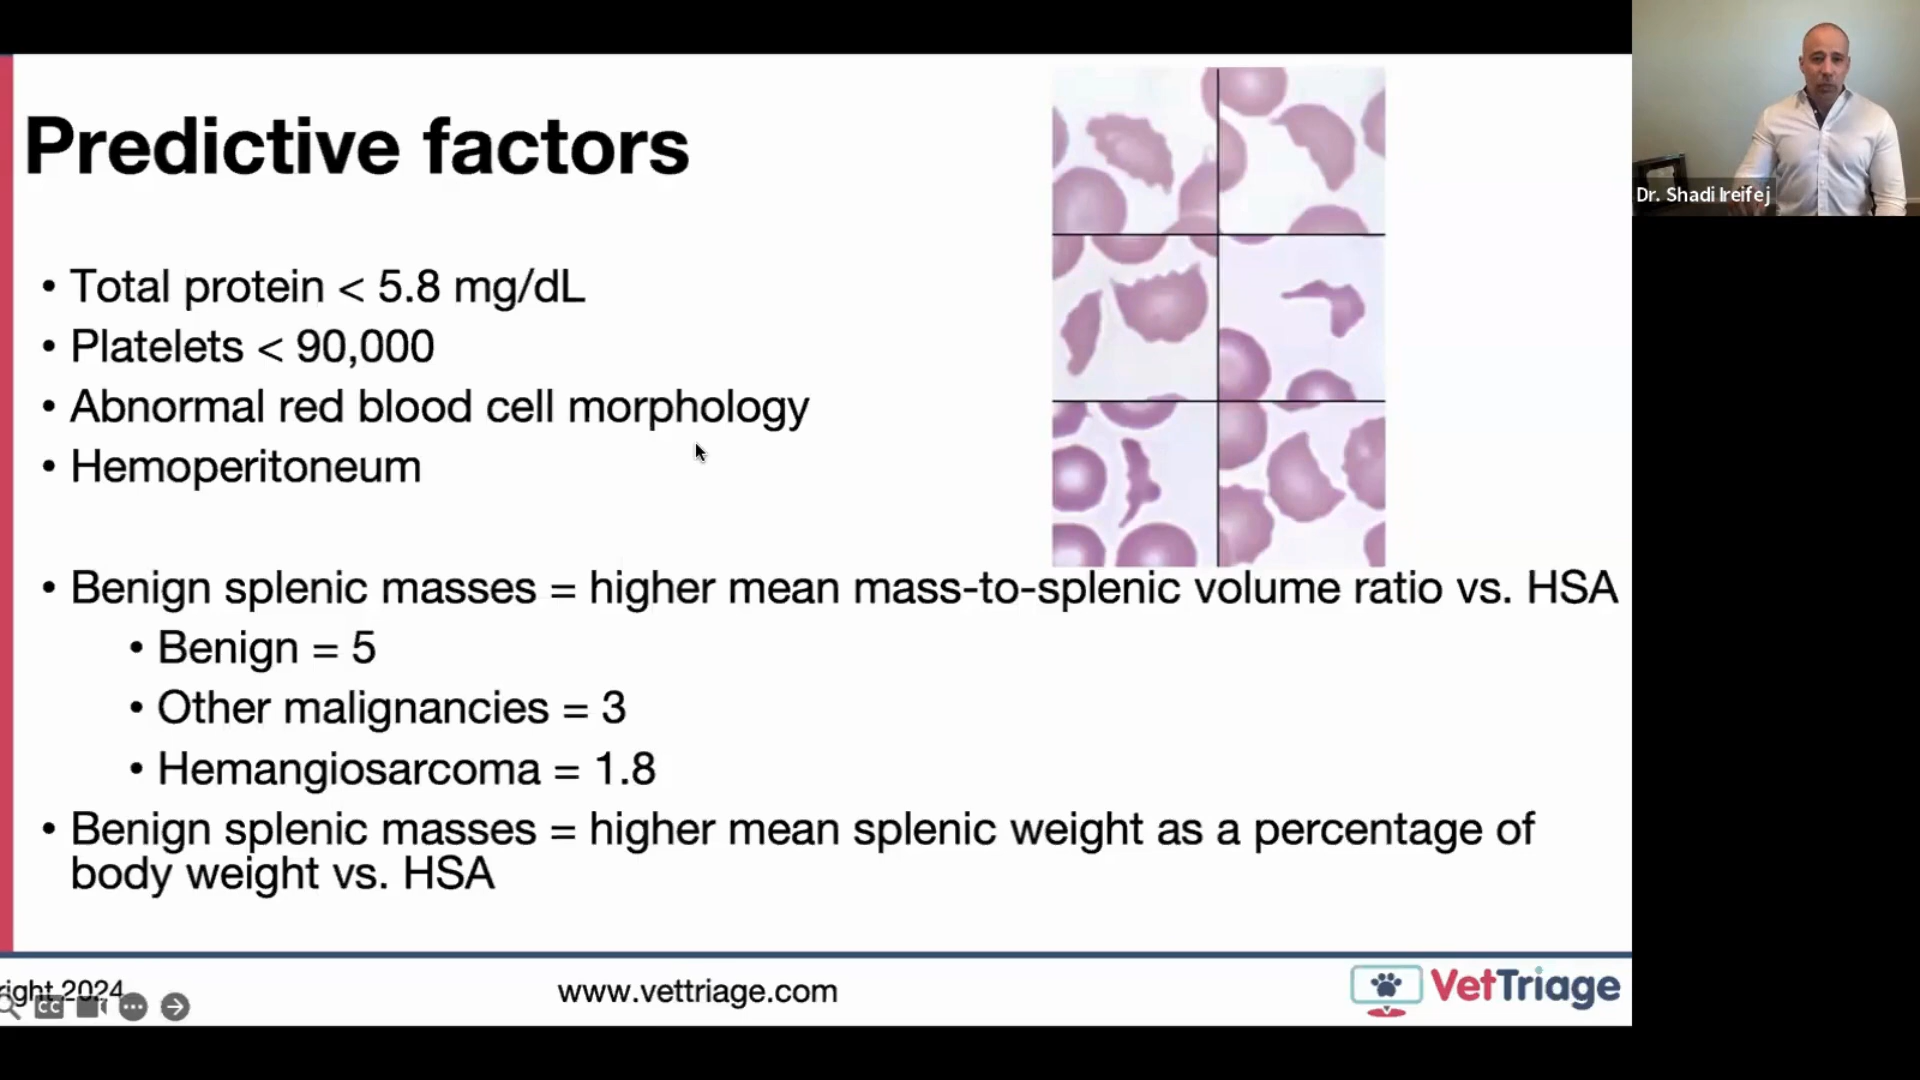 Predictive factors
• Total protein < 5.8 mg/dL
• Platelets < 90,000
• Abnormal red blood cell morphology
• Hemoperitoneum
• Benign splenic masses = higher mean mass-to-splenic volume ratio vs. HSA
• Benign = 5
• Other malignancies = 3
• Hemangiosarcoma = 1.8
• Benign splenic masses = higher mean splenic weight as a percentage of
body weight vs. HSA
right 2024
CC
www.vettriage.com
VetTriage
Dr. Shadi Ireifej